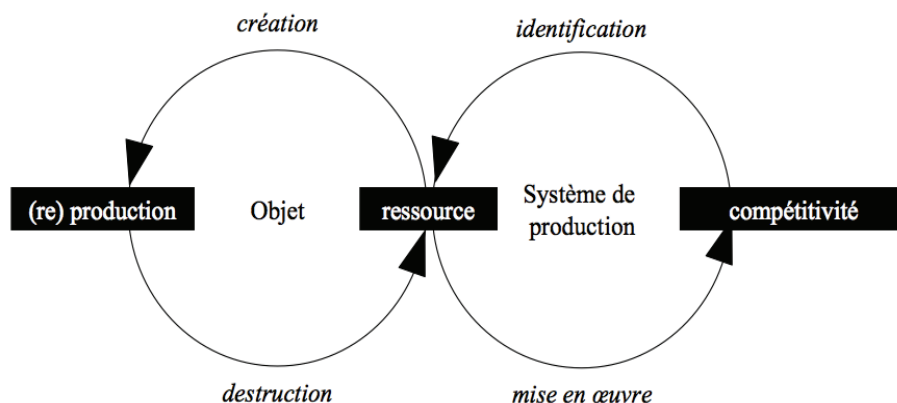 création
identification
(re) production
Objet
ressource
Système de
production
compétitivité
destruction
mise en œuvre